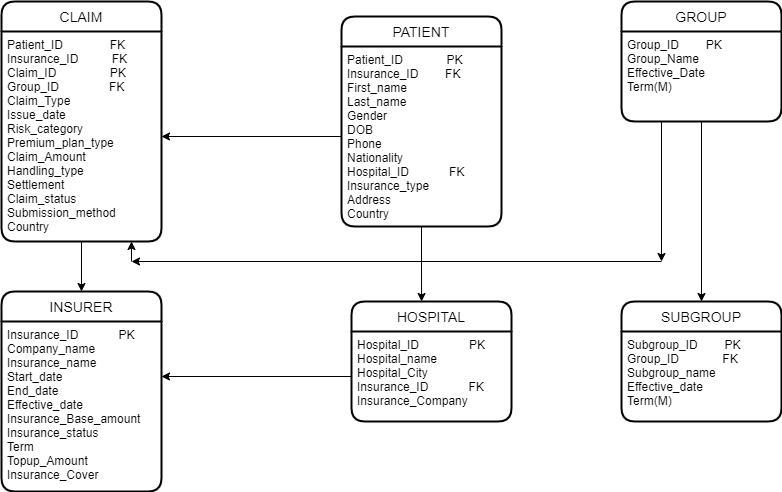 CLAIM
Patient_ID FK
Insurance_ID FK
Claim_ID PK
Group_ID FK
Claim_Type
Issue_date
Risk_category
Premium_plan_type
Claim_Amount
Handling_type
Settlement
Claim_status
Submission_method
Country
PATIENT
Patient_ID PK
Insurance_ID FK
First_name
Last_name
Gender
DOB
Phone
Nationality
Hospital_ID FK
Insurance_type
Address
Country
GROUP
Group_ID PK
Group_Name
Effective_Date
Term(M)
INSURER
Insurance_ID PK
Company_name
Insurance_name
Start_date
End_date
Effective_date
Insurance_Base_amount
Insurance_status
Term
Topup_Amount
Insurance_Cover
HOSPITAL
Hospital_ID PK
Hospital_name
Hospital_City
Insurance_ID FK
Insurance_Company
SUBGROUP
Subgroup_ID PK
Group_ID FK
Subgroup_name
Effective_date
Term(M)